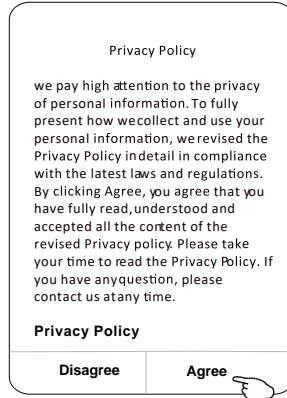 Privacy Policy
we pay high attention to the privacy
of personal information. To fully
present how wecollect and use your
personal information, we revised the
Privacy Policy indetail in compliance
with the latest laws and regulations.
By clicking Agree, you agree that you
have fully read, understood and
accepted all the content of the
revised Privacy policy. Please take
your time to read the Privacy Policy. If
you have anyquestion, please
contact us atany time.
Privacy Policy
Disagree Agree